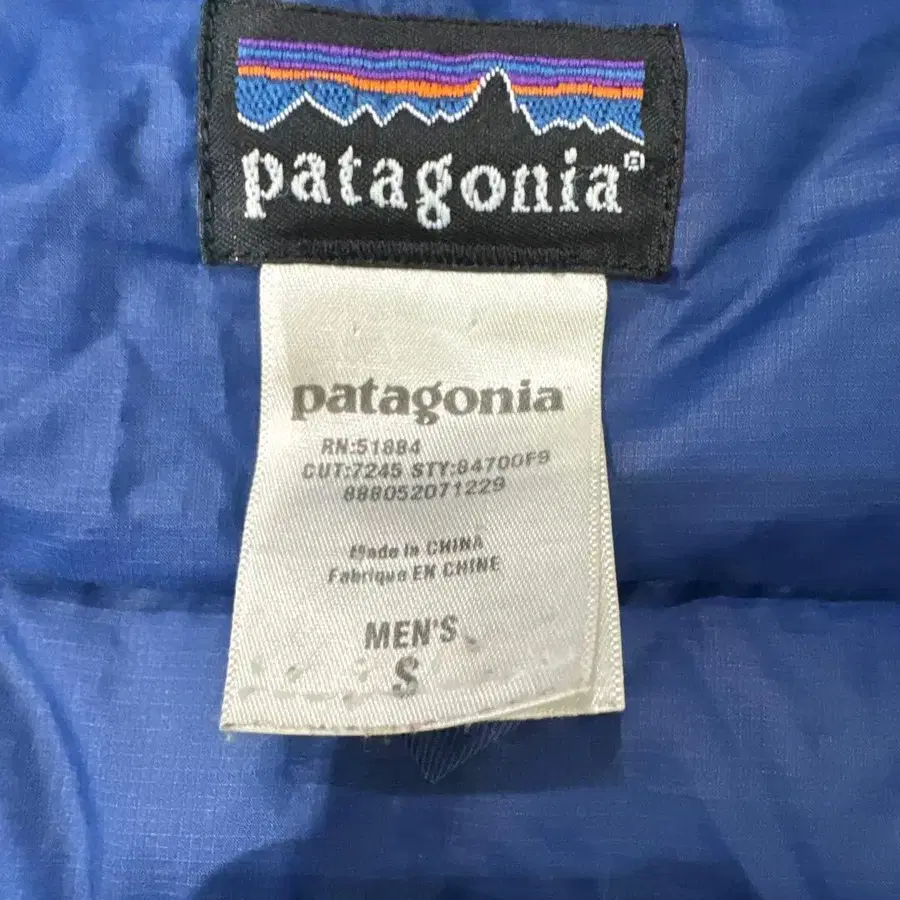 patagonia®
patagonia
RN:51884
CUT:7245 STY:84700F9
888052071229
Made in CHINA
Fabriqué EN CHINE
MEN'S
S